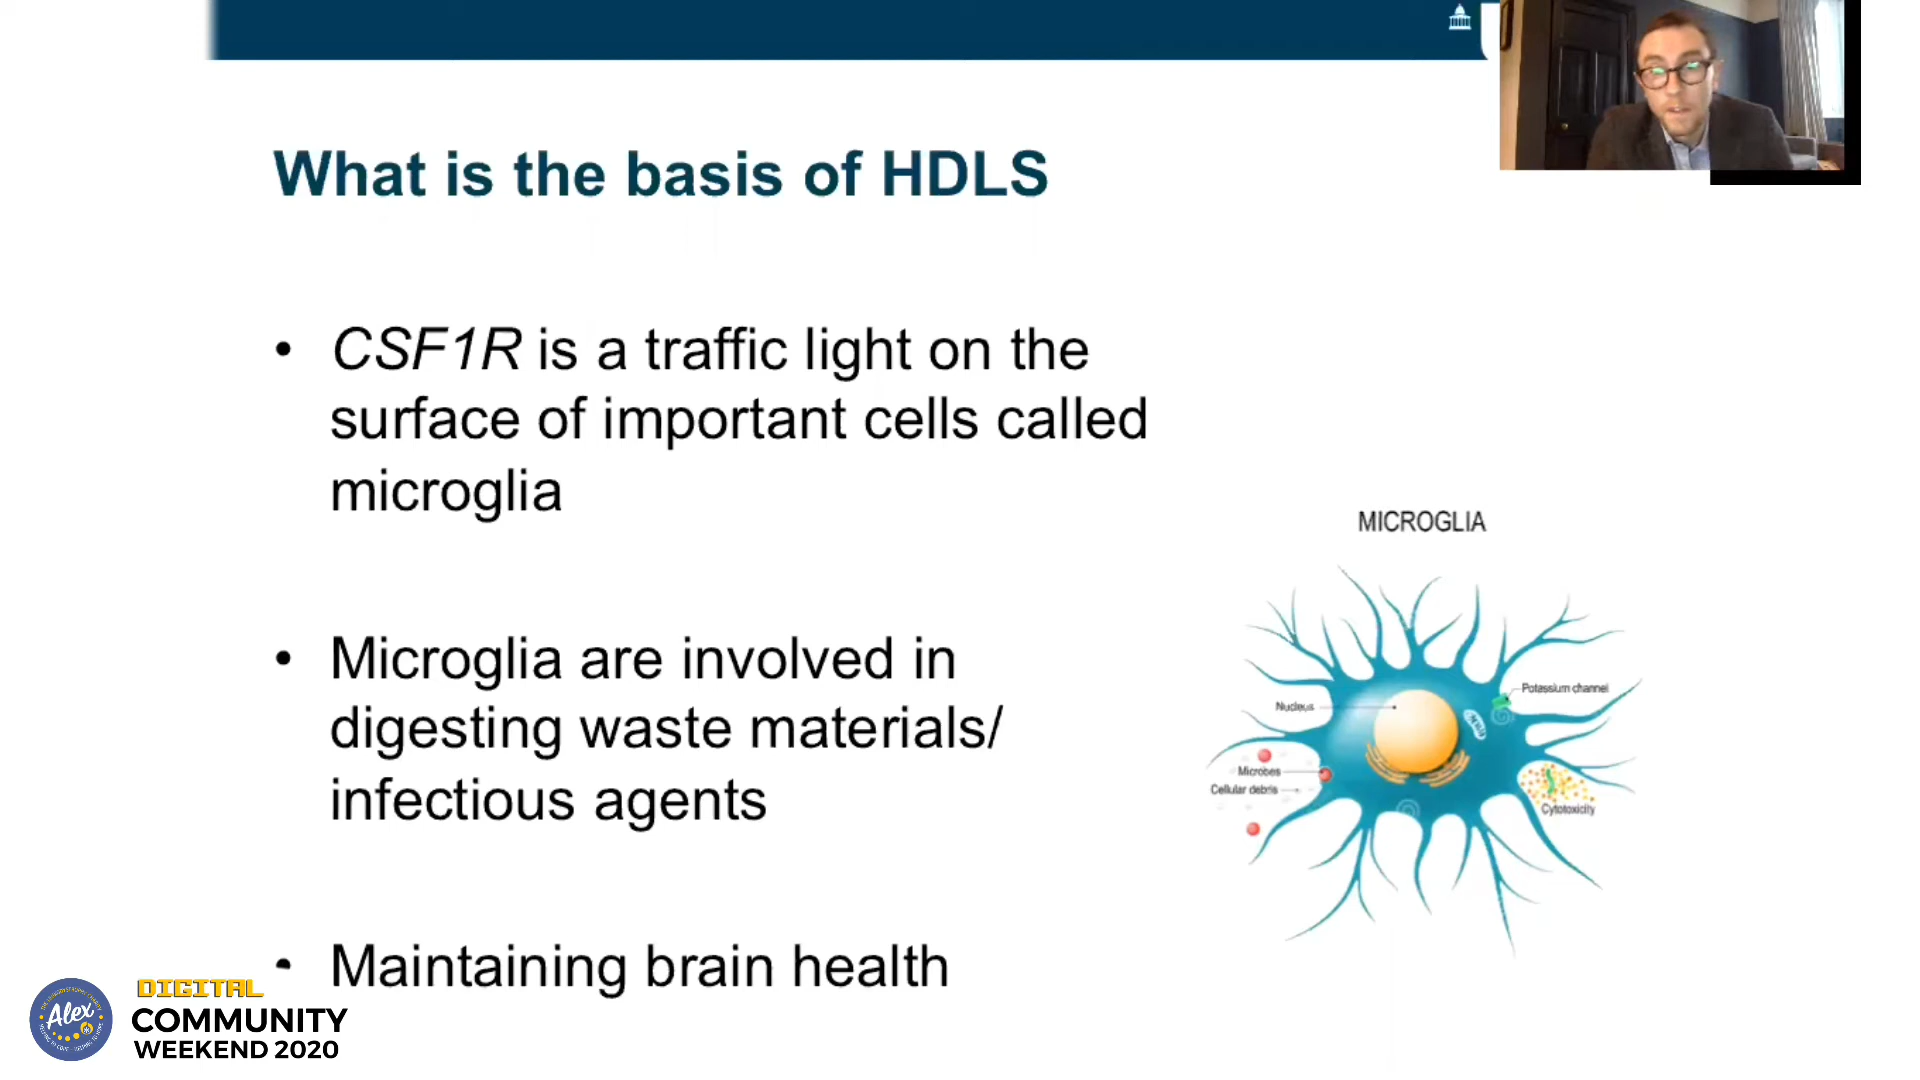 What is the basis of HDLS
• CSF1R is a traffic light on the
surface of important cells called
microglia
• Microglia are involved in
digesting waste materials/
infectious agents
• Maintaining brain health
MICROGLIA
Potassium channel
Nucleus
Microbes
Cellular debris
Cytotoxicity
Alex
DIGITAL
COMMUNITY
WEEKEND 2020